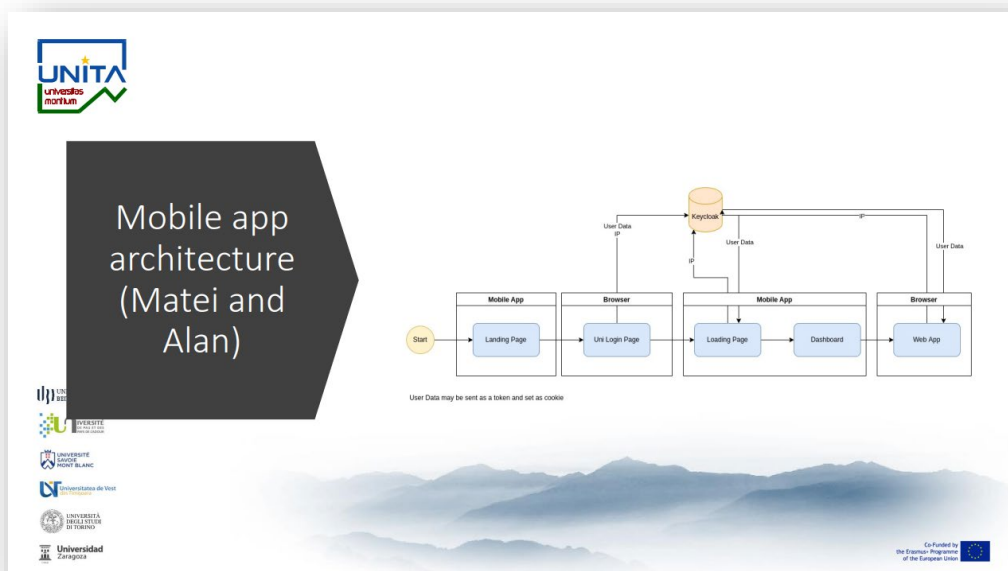 UNITA
universitas
montium
Mobile app
architecture
(Matei and
Alan)
Keycloak
User Data
IP
User Data
IP
IP
User Data
Mobile App
Browser
Mobile App
Browser
Start
Landing Page
Uni Login Page
Loading Page
Dashboard
Web App
User Data may be sent as a token and set as cookie
UNIVERSITÉ
SAVOIE
MONT BLANC
Universitatea de Vest
din Timișoara
UNIVERSITÀ
DEGLI STUDI
DI TORINO
Universidad
Zaragoza
Co-Funded by
the Erasmus+ Programme
of the European Union